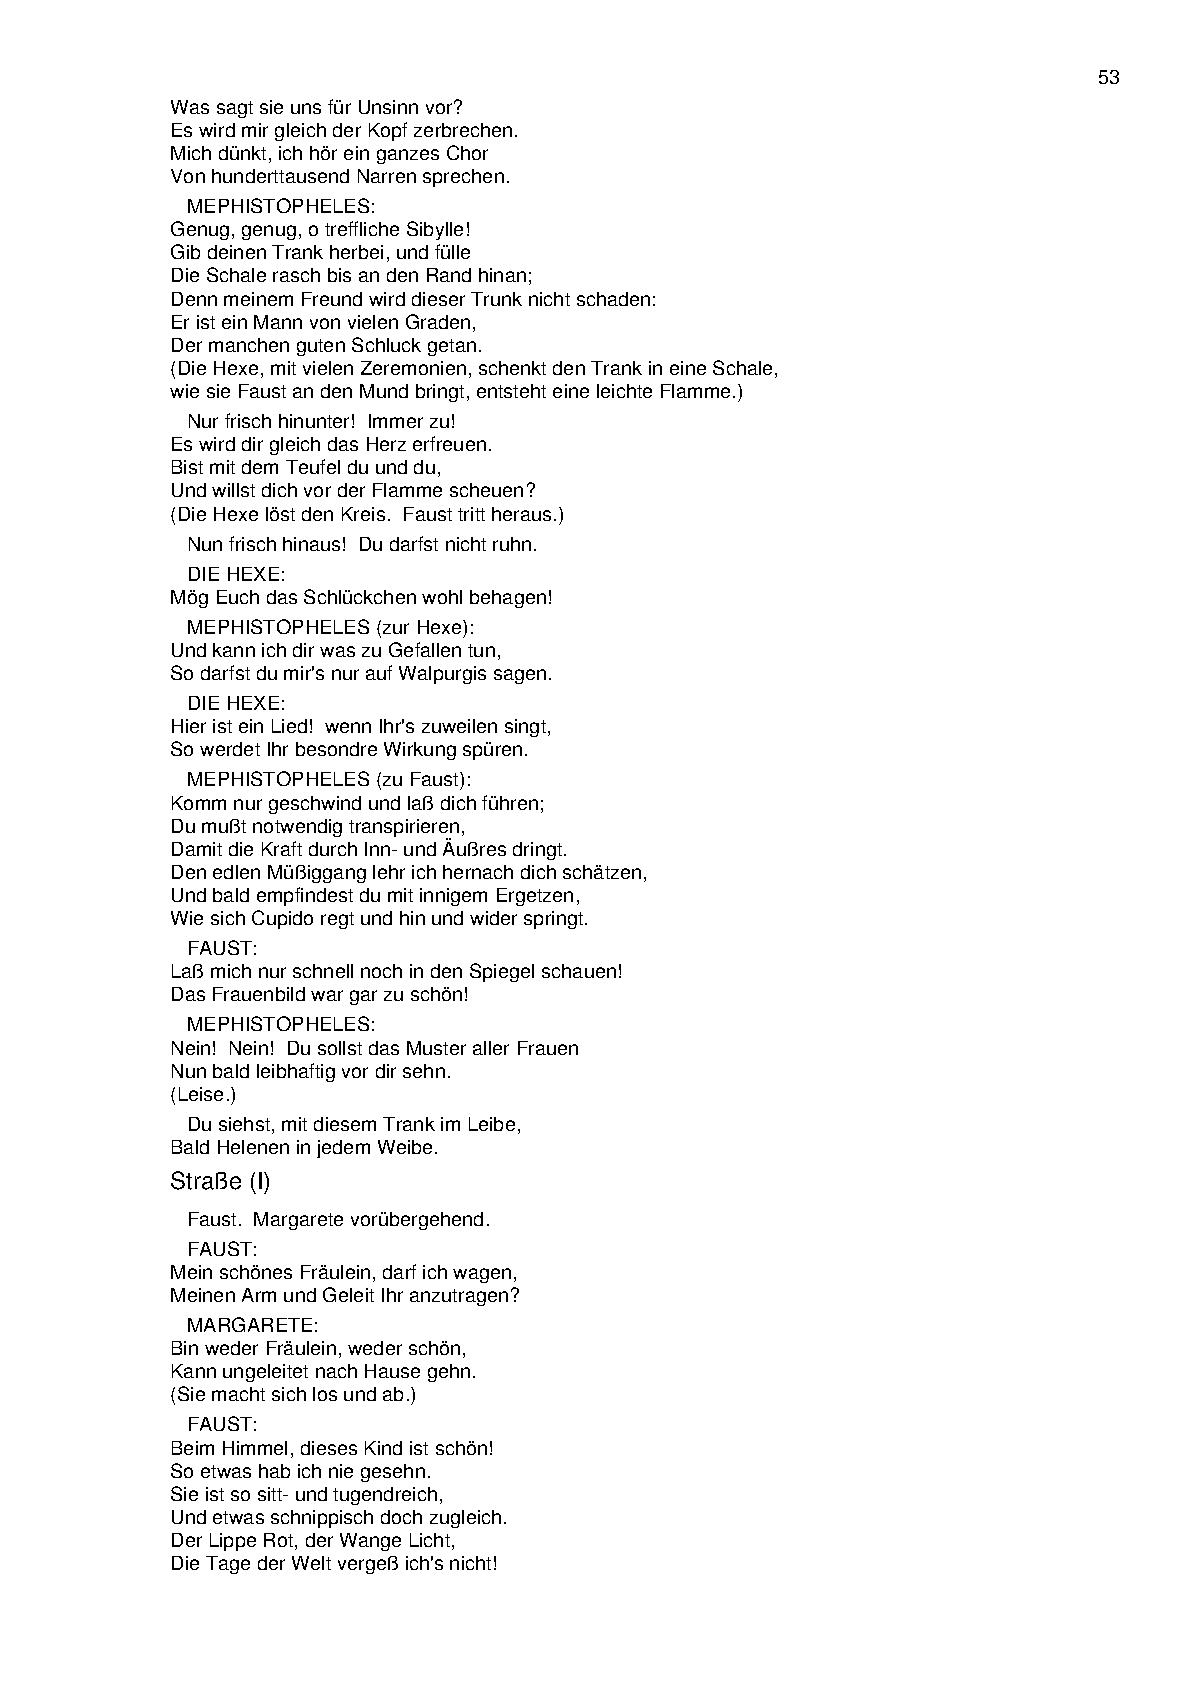 53
Was sagt sie uns für Unsinn vor?
Es wird mir gleich der Kopf zerbrechen.
Mich dünkt, ich hör ein ganzes Chor
Von hunderttausend Narren sprechen.
MEPHISTOPHELES:
Genug, genug, o treffliche Sibylle!
Gib deinen Trank herbei, und fülle
Die Schale rasch bis an den Rand hinan;
Denn meinem Freund wird dieser Trunk nicht schaden:
Er ist ein Mann von vielen Graden,
Der manchen guten Schluck getan.
(Die Hexe, mit vielen Zeremonien, schenkt den Trank in eine Schale,
wie sie Faust an den Mund bringt, entsteht eine leichte Flamme.)
Nur frisch hinunter!  Immer zu!
Es wird dir gleich das Herz erfreuen.
Bist mit dem Teufel du und du,
Und willst dich vor der Flamme scheuen?
(Die Hexe löst den Kreis.  Faust tritt heraus.)
Nun frisch hinaus!  Du darfst nicht ruhn.
DIE HEXE:
Mög Euch das Schlückchen wohl behagen!
MEPHISTOPHELES (zur Hexe):
Und kann ich dir was zu Gefallen tun,
So darfst du mir's nur auf Walpurgis sagen.
DIE HEXE:
Hier ist ein Lied!  wenn Ihr's zuweilen singt,
So werdet Ihr besondre Wirkung spüren.
MEPHISTOPHELES (zu Faust):
Komm nur geschwind und laß dich führen;
Du mußt notwendig transpirieren,
Damit die Kraft durch Inn- und Äußres dringt.
Den edlen Müßiggang lehr ich hernach dich schätzen,
Und bald empfindest du mit innigem Ergetzen,
Wie sich Cupido regt und hin und wider springt.
FAUST:
Laß mich nur schnell noch in den Spiegel schauen!
Das Frauenbild war gar zu schön!
MEPHISTOPHELES:
Nein!  Nein!  Du sollst das Muster aller Frauen
Nun bald leibhaftig vor dir sehn.
(Leise.)
Du siehst, mit diesem Trank im Leibe,
Bald Helenen in jedem Weibe.
Straße (I)
Faust.  Margarete vorübergehend.
FAUST:
Mein schönes Fräulein, darf ich wagen,
Meinen Arm und Geleit Ihr anzutragen?
MARGARETE:
Bin weder Fräulein, weder schön,
Kann ungeleitet nach Hause gehn.
(Sie macht sich los und ab.)
FAUST:
Beim Himmel, dieses Kind ist schön!
So etwas hab ich nie gesehn.
Sie ist so sitt- und tugendreich,
Und etwas schnippisch doch zugleich.
Der Lippe Rot, der Wange Licht,
Die Tage der Welt vergeß ich's nicht!